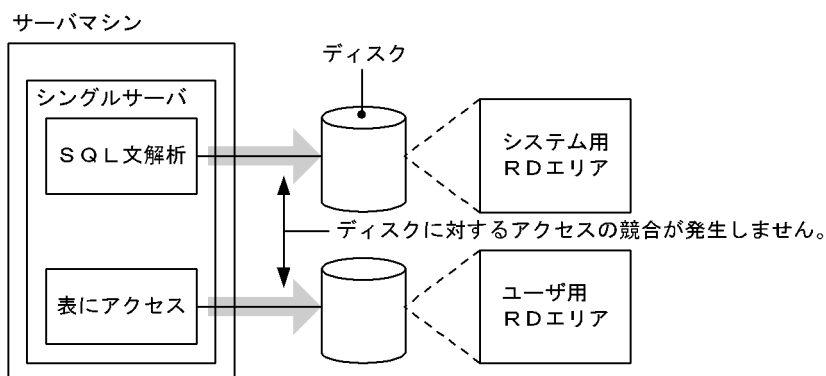 サーバマシン
ディスク
シングルサーバ
ＳＱＬ文解析
システム用
ＲＤエリア
ディスクに対するアクセスの競合が発生しません。
表にアクセス
ユーザ用
ＲＤエリア